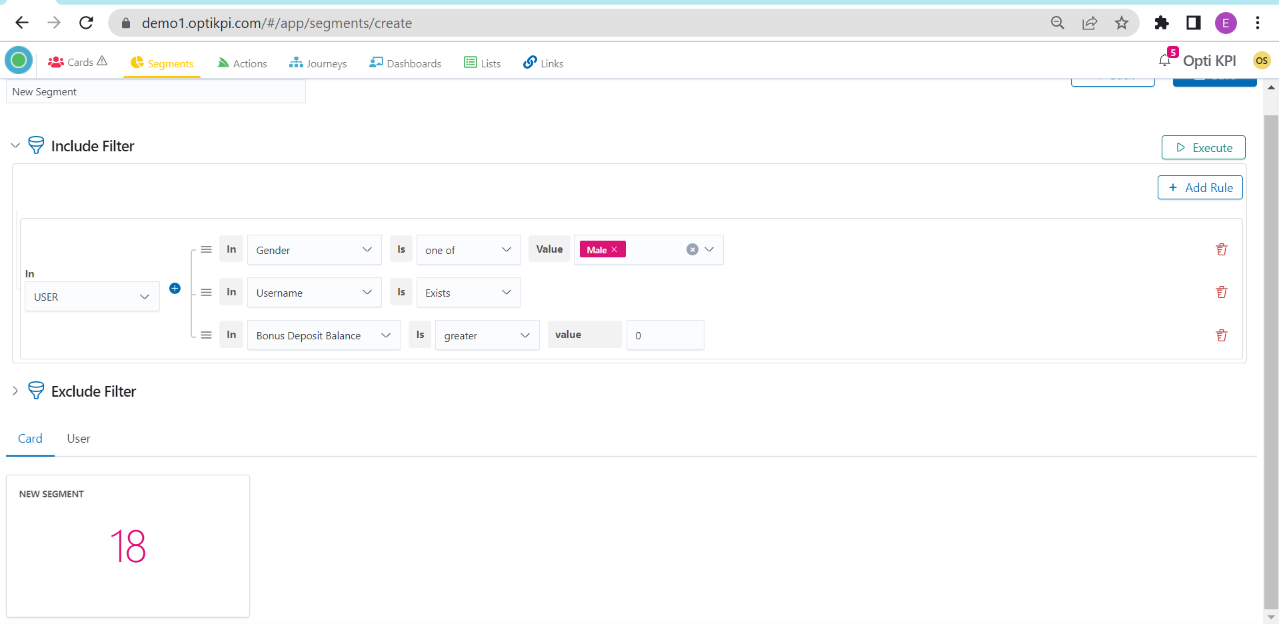 demo1.optikpi.com/#/app/segments/create
E
Cards Segments Actions Journeys Dashboards Lists Links 5 Opti KPI OS
New Segment
Include Filter
Execute
+ Add Rule
In Gender Is one of Value Male ×
In
USER
In Username Is Exists
In Bonus Deposit Balance Is greater value 0
Exclude Filter
Card User
NEW SEGMENT
18